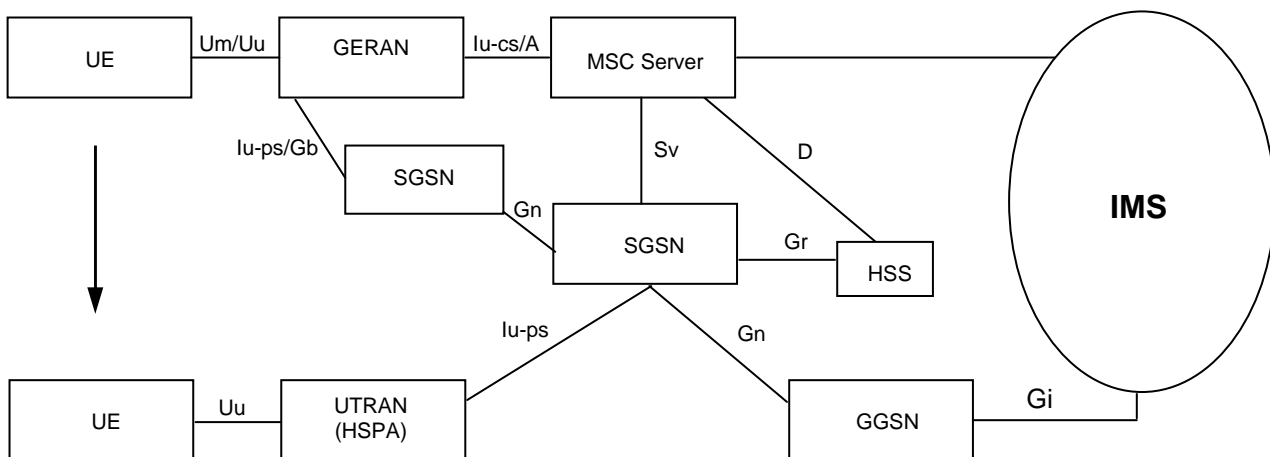 UE
Um/Uu
GERAN
Iu-cs/A
MSC Server
Iu-ps/Gb
SGSN
Sv
D
Gn
SGSN
Gr
HSS
IMS
Iu-ps
Gn
UE
Uu
UTRAN
(HSPA)
GGSN
Gi